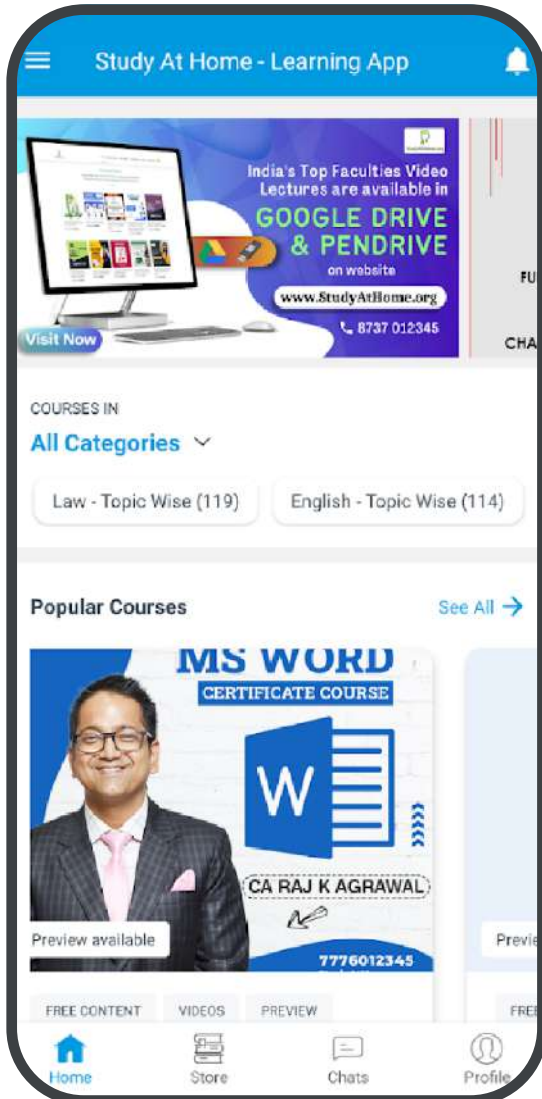 Study At Home - Learning App
India's Top Faculties Video
Lectures are available in
GOOGLE DRIVE
& PENDRIVE
on website
www.StudyAtHome.org
8737 012345
Visit Now
FU
CHA
COURSES IN
All Categories
Law - Topic Wise (119)
English - Topic Wise (114)
Popular Courses
See All →
MS WORD
CERTIFICATE COURSE
W
CA RAJ K AGRAWAL
Preview available
7776012345
Previe
FREE CONTENT
VIDEOS
PREVIEW
FREE
Home
Store
Chats
Profile